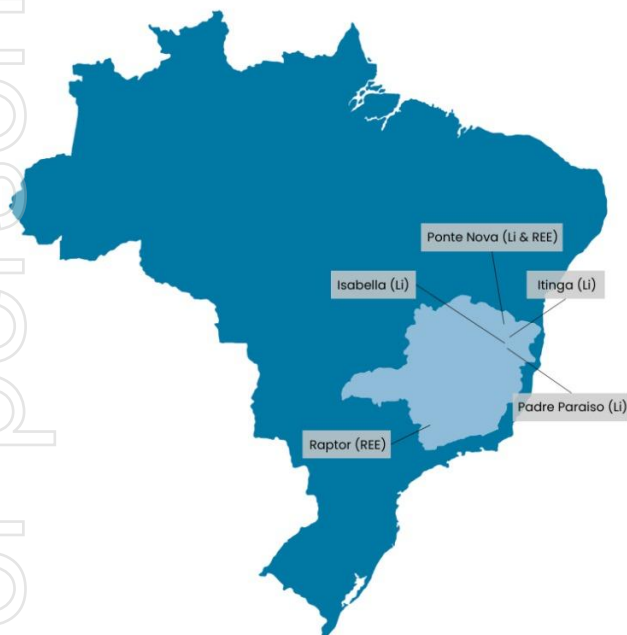 Ponte Nova (Li & REE)
Isabella (Li)
Itinga (Li)
Padre Paraiso (Li)
Raptor (REE)